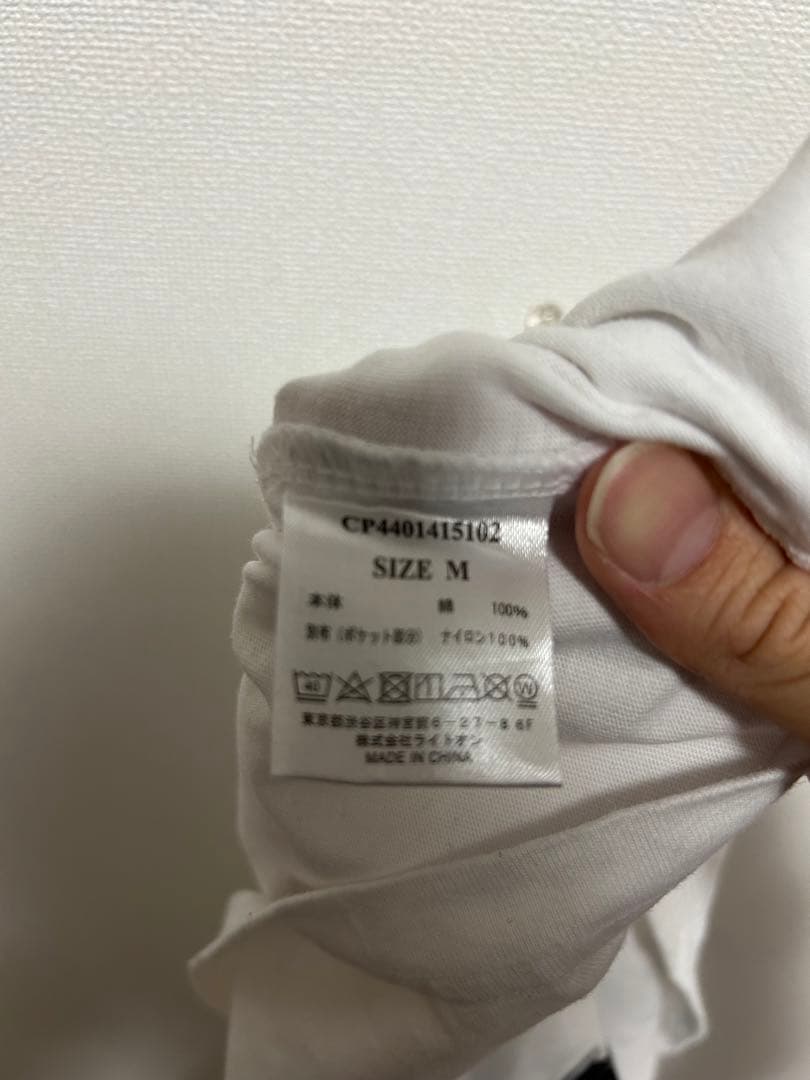 CP4401415102
SIZE M
本体 綿 100%
別布（ポケット部分） ナイロン100%
40 W
東京都渋谷区神宮前6-27-8 6F
株式会社ライトオン
MADE IN CHINA